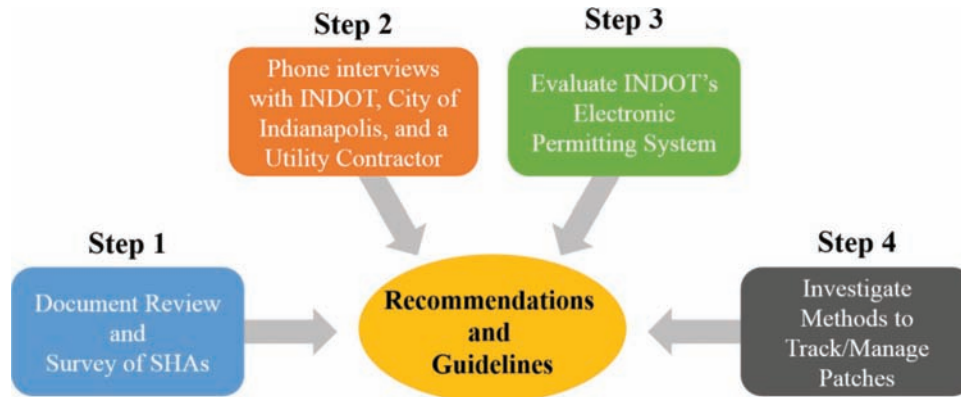 Step 1
Document Review
and
Survey of SHAs
Step 2
Phone interviews
with INDOT, City of
Indianapolis, and a
Utility Contractor
Step 3
Evaluate INDOT’s
Electronic
Permitting System
Step 4
Investigate
Methods to
Track/Manage
Patches
Recommendations
and
Guidelines